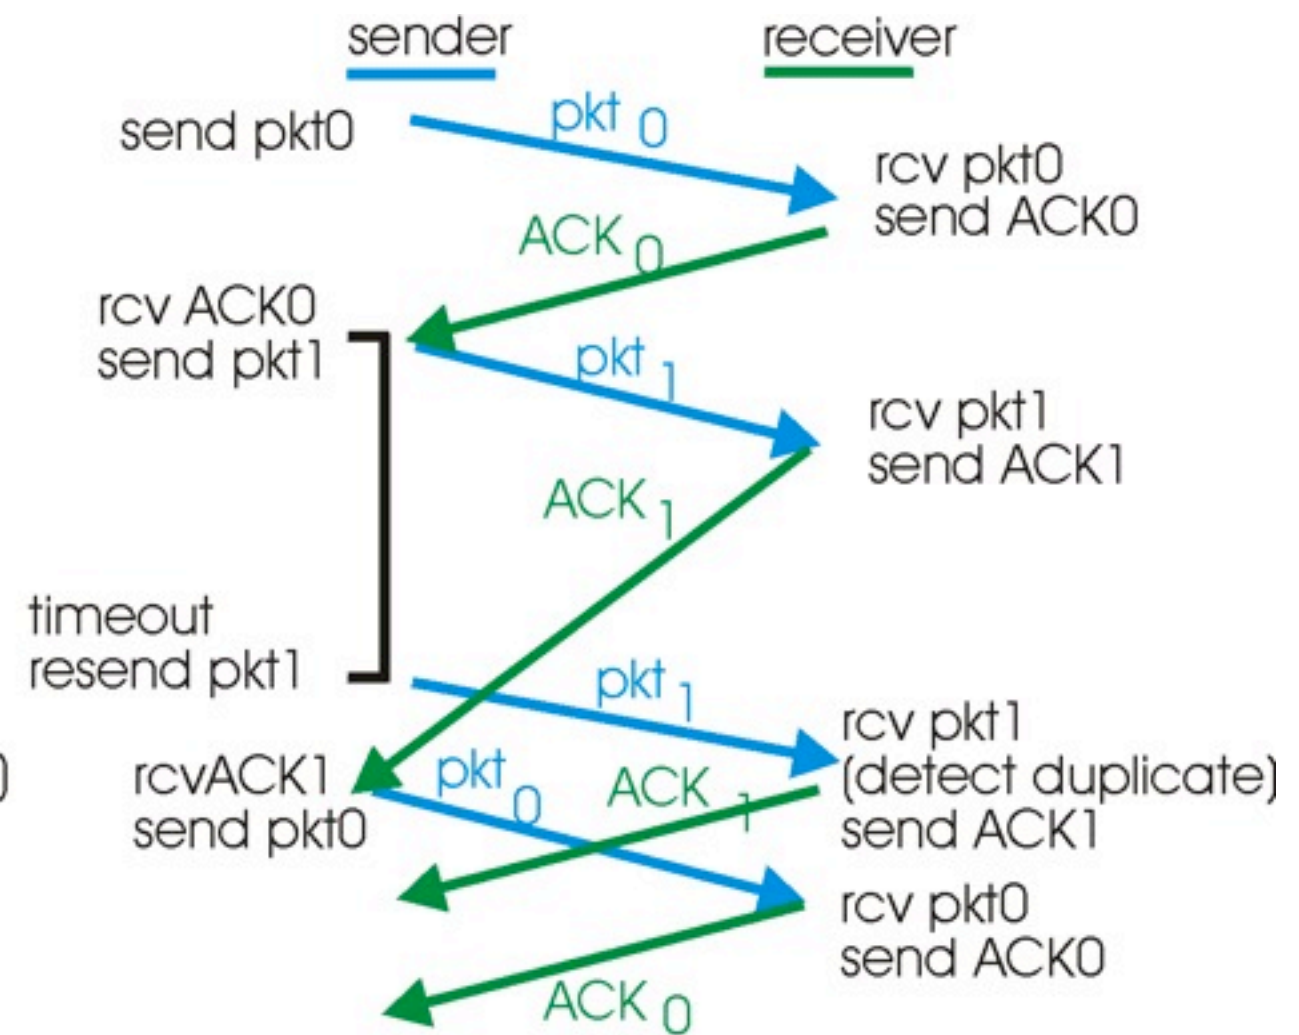 sender
receiver
send pkt0
pkt 0
rcv pkt0
send ACK0
ACK 0
rcv ACK0
send pkt1
pkt 1
rcv pkt1
send ACK1
ACK 1
timeout
resend pkt1
pkt 1
rcv pkt1
(detect duplicate)
send ACK1
)
rcvACK1
send pkt0
pkt 0
ACK 1
rcv pkt0
send ACK0
ACK 0